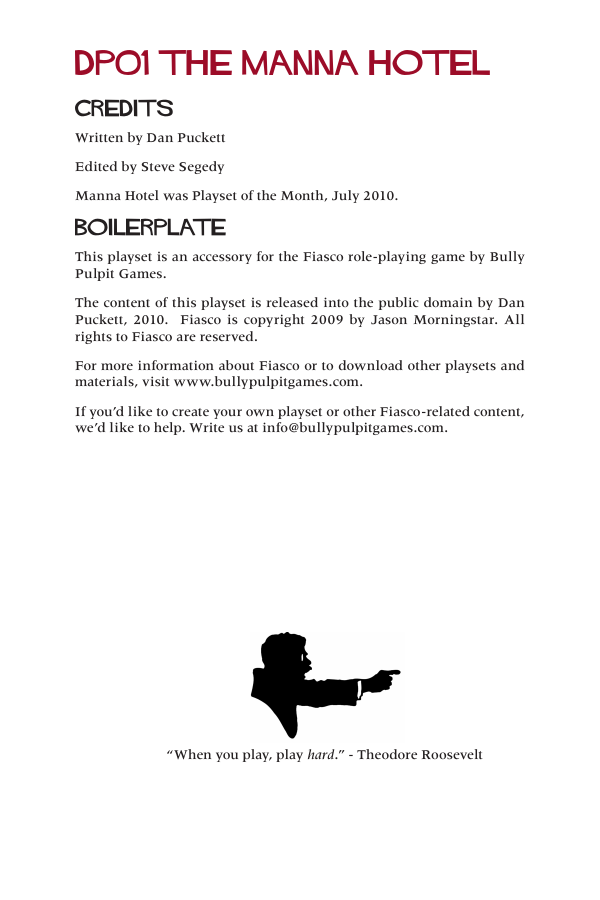 DP01 THE MANNA HOTEL
CREDITS
Written by Dan Puckett
Edited by Steve Segedy
Manna Hotel was Playset of the Month, July 2010.
BOILERPLATE
This playset is an accessory for the Fiasco role-playing game by Bully
Pulpit Games.
The content of this playset is released into the public domain by Dan
Puckett, 2010.  Fiasco is copyright 2009 by Jason Morningstar. All
rights to Fiasco are reserved.
For more information about Fiasco or to download other playsets and
materials, visit www.bullypulpitgames.com.
If you’d like to create your own playset or other Fiasco-related content,
we’d like to help. Write us at info@bullypulpitgames.com.
“When you play, play hard.” - Theodore Roosevelt